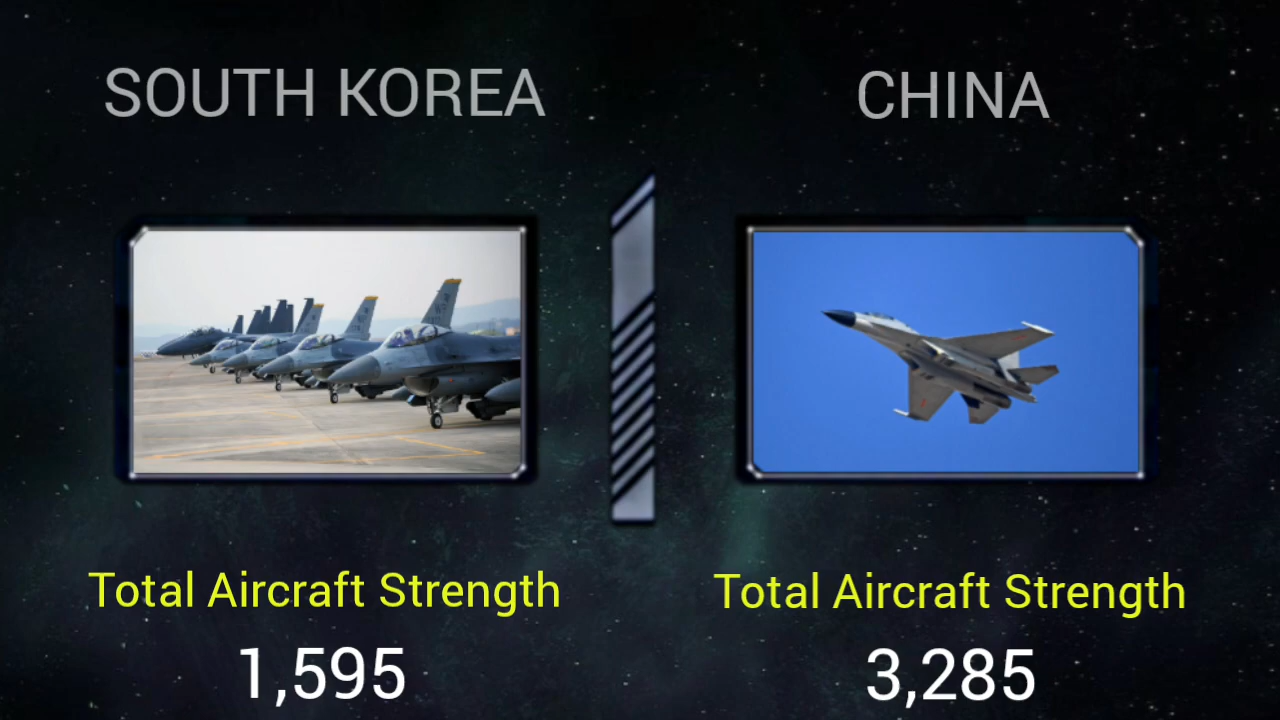 SOUTH KOREA
CHINA
Total Aircraft Strength
Total Aircraft Strength
1,595
3,285